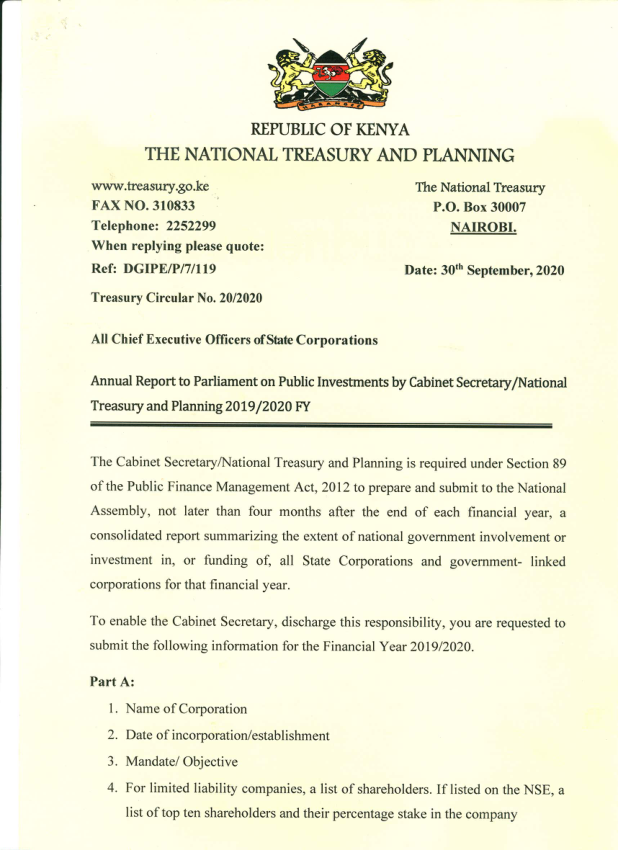 REPUBLIC OF KENYA
THE NATIONAL TREASURY AND PLANNING
www.treasury.go.ke
The National Treasury
FAX NO. 310833
P.O. Box 30007
Telephone: 2252299
NAIROBI.
When replying please quote:
Ref: DGIPE/P/7/119
Date: 30th September, 2020
Treasury Circular No. 20/2020
All Chief Executive Officers of State Corporations
Annual Report to Parliament on Public Investments by Cabinet Secretary/National
Treasury and Planning 2019/2020 FY
The Cabinet Secretary/National Treasury and Planning is required under Section 89
of the Public Finance Management Act, 2012 to prepare and submit to the National
Assembly, not later than four months after the end of each financial year, a
consolidated report summarizing the extent of national government involvement or
investment in, or funding of, all State Corporations and government- linked
corporations for that financial year.
To enable the Cabinet Secretary, discharge this responsibility, you are requested to
submit the following information for the Financial Year 2019/2020.
Part A:
1. Name of Corporation
2. Date of incorporation/establishment
3. Mandate/ Objective
4. For limited liability companies, a list of shareholders. If listed on the NSE, a
list of top ten shareholders and their percentage stake in the company